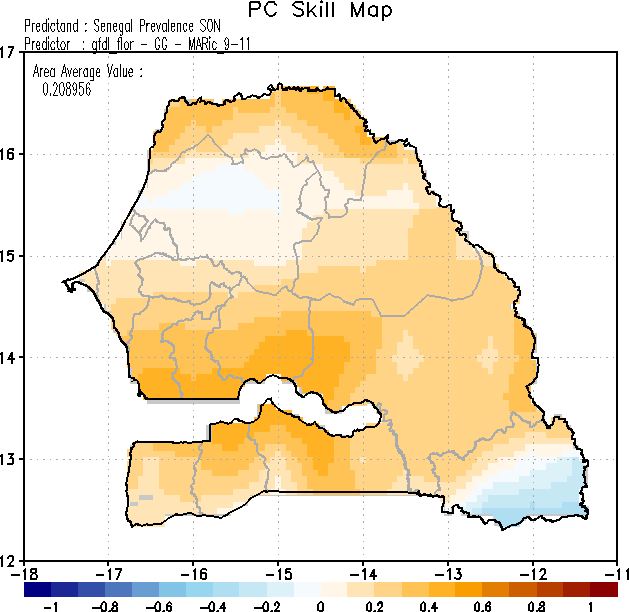 PC Skill Map
Predictand : Senegal Prevalence SON
Predictor : gfdl_flor - GG - MARic_9-11
Area Average Value :
0.208956
17
16
15
14
13
12
-18 -17 -16 -15 -14 -13 -12 -11
-1 -0.8 -0.6 -0.4 -0.2 0 0.2 0.4 0.6 0.8 1